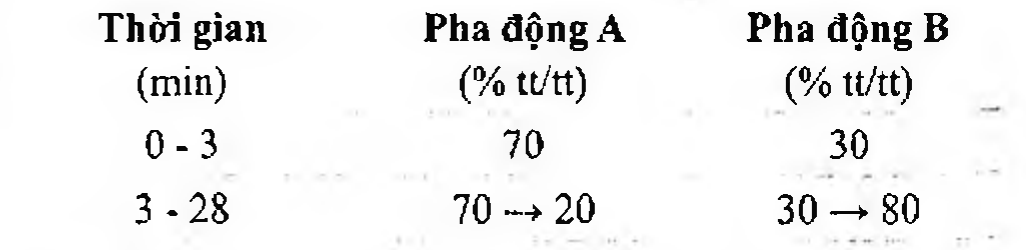 Thời gian Pha động A Pha động B
(min) (% tt/tt) (% tt/tt)
0 - 3 70 30
3 - 28 70 → 20 30 → 80